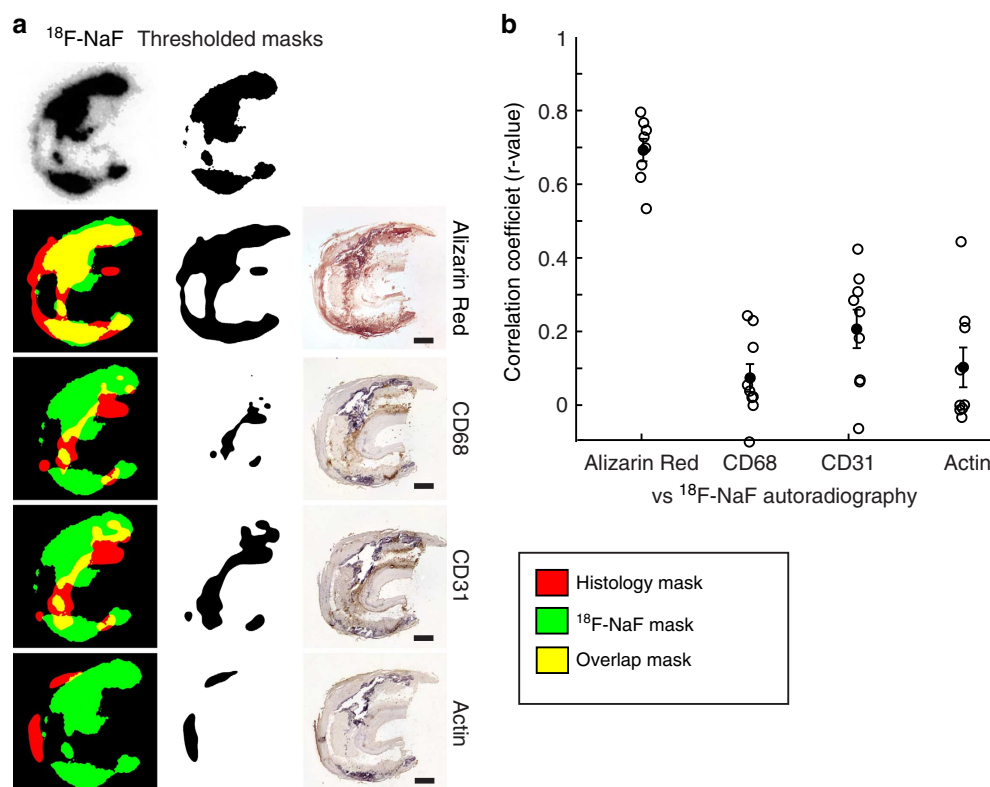 a
¹⁸F-NaF Thresholded masks
Alizarin Red
CD68
CD31
Actin
b
Correlation coefficiet (r-value)
1
0.8
0.6
0.4
0.2
0
Alizarin Red CD68 CD31 Actin
vs ¹⁸F-NaF autoradiography
Histology mask
¹⁸F-NaF mask
Overlap mask